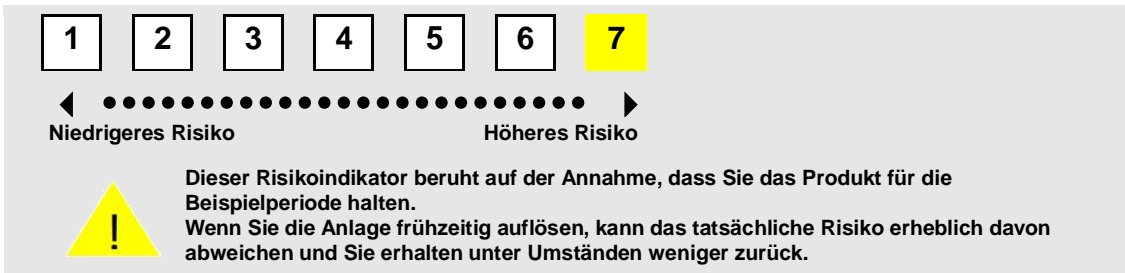 1 2 3 4 5 6 7
Niedrigeres Risiko Höheres Risiko
Dieser Risikoindikator beruht auf der Annahme, dass Sie das Produkt für die
Beispielperiode halten.
Wenn Sie die Anlage frühzeitig auflösen, kann das tatsächliche Risiko erheblich davon
abweichen und Sie erhalten unter Umständen weniger zurück.
!